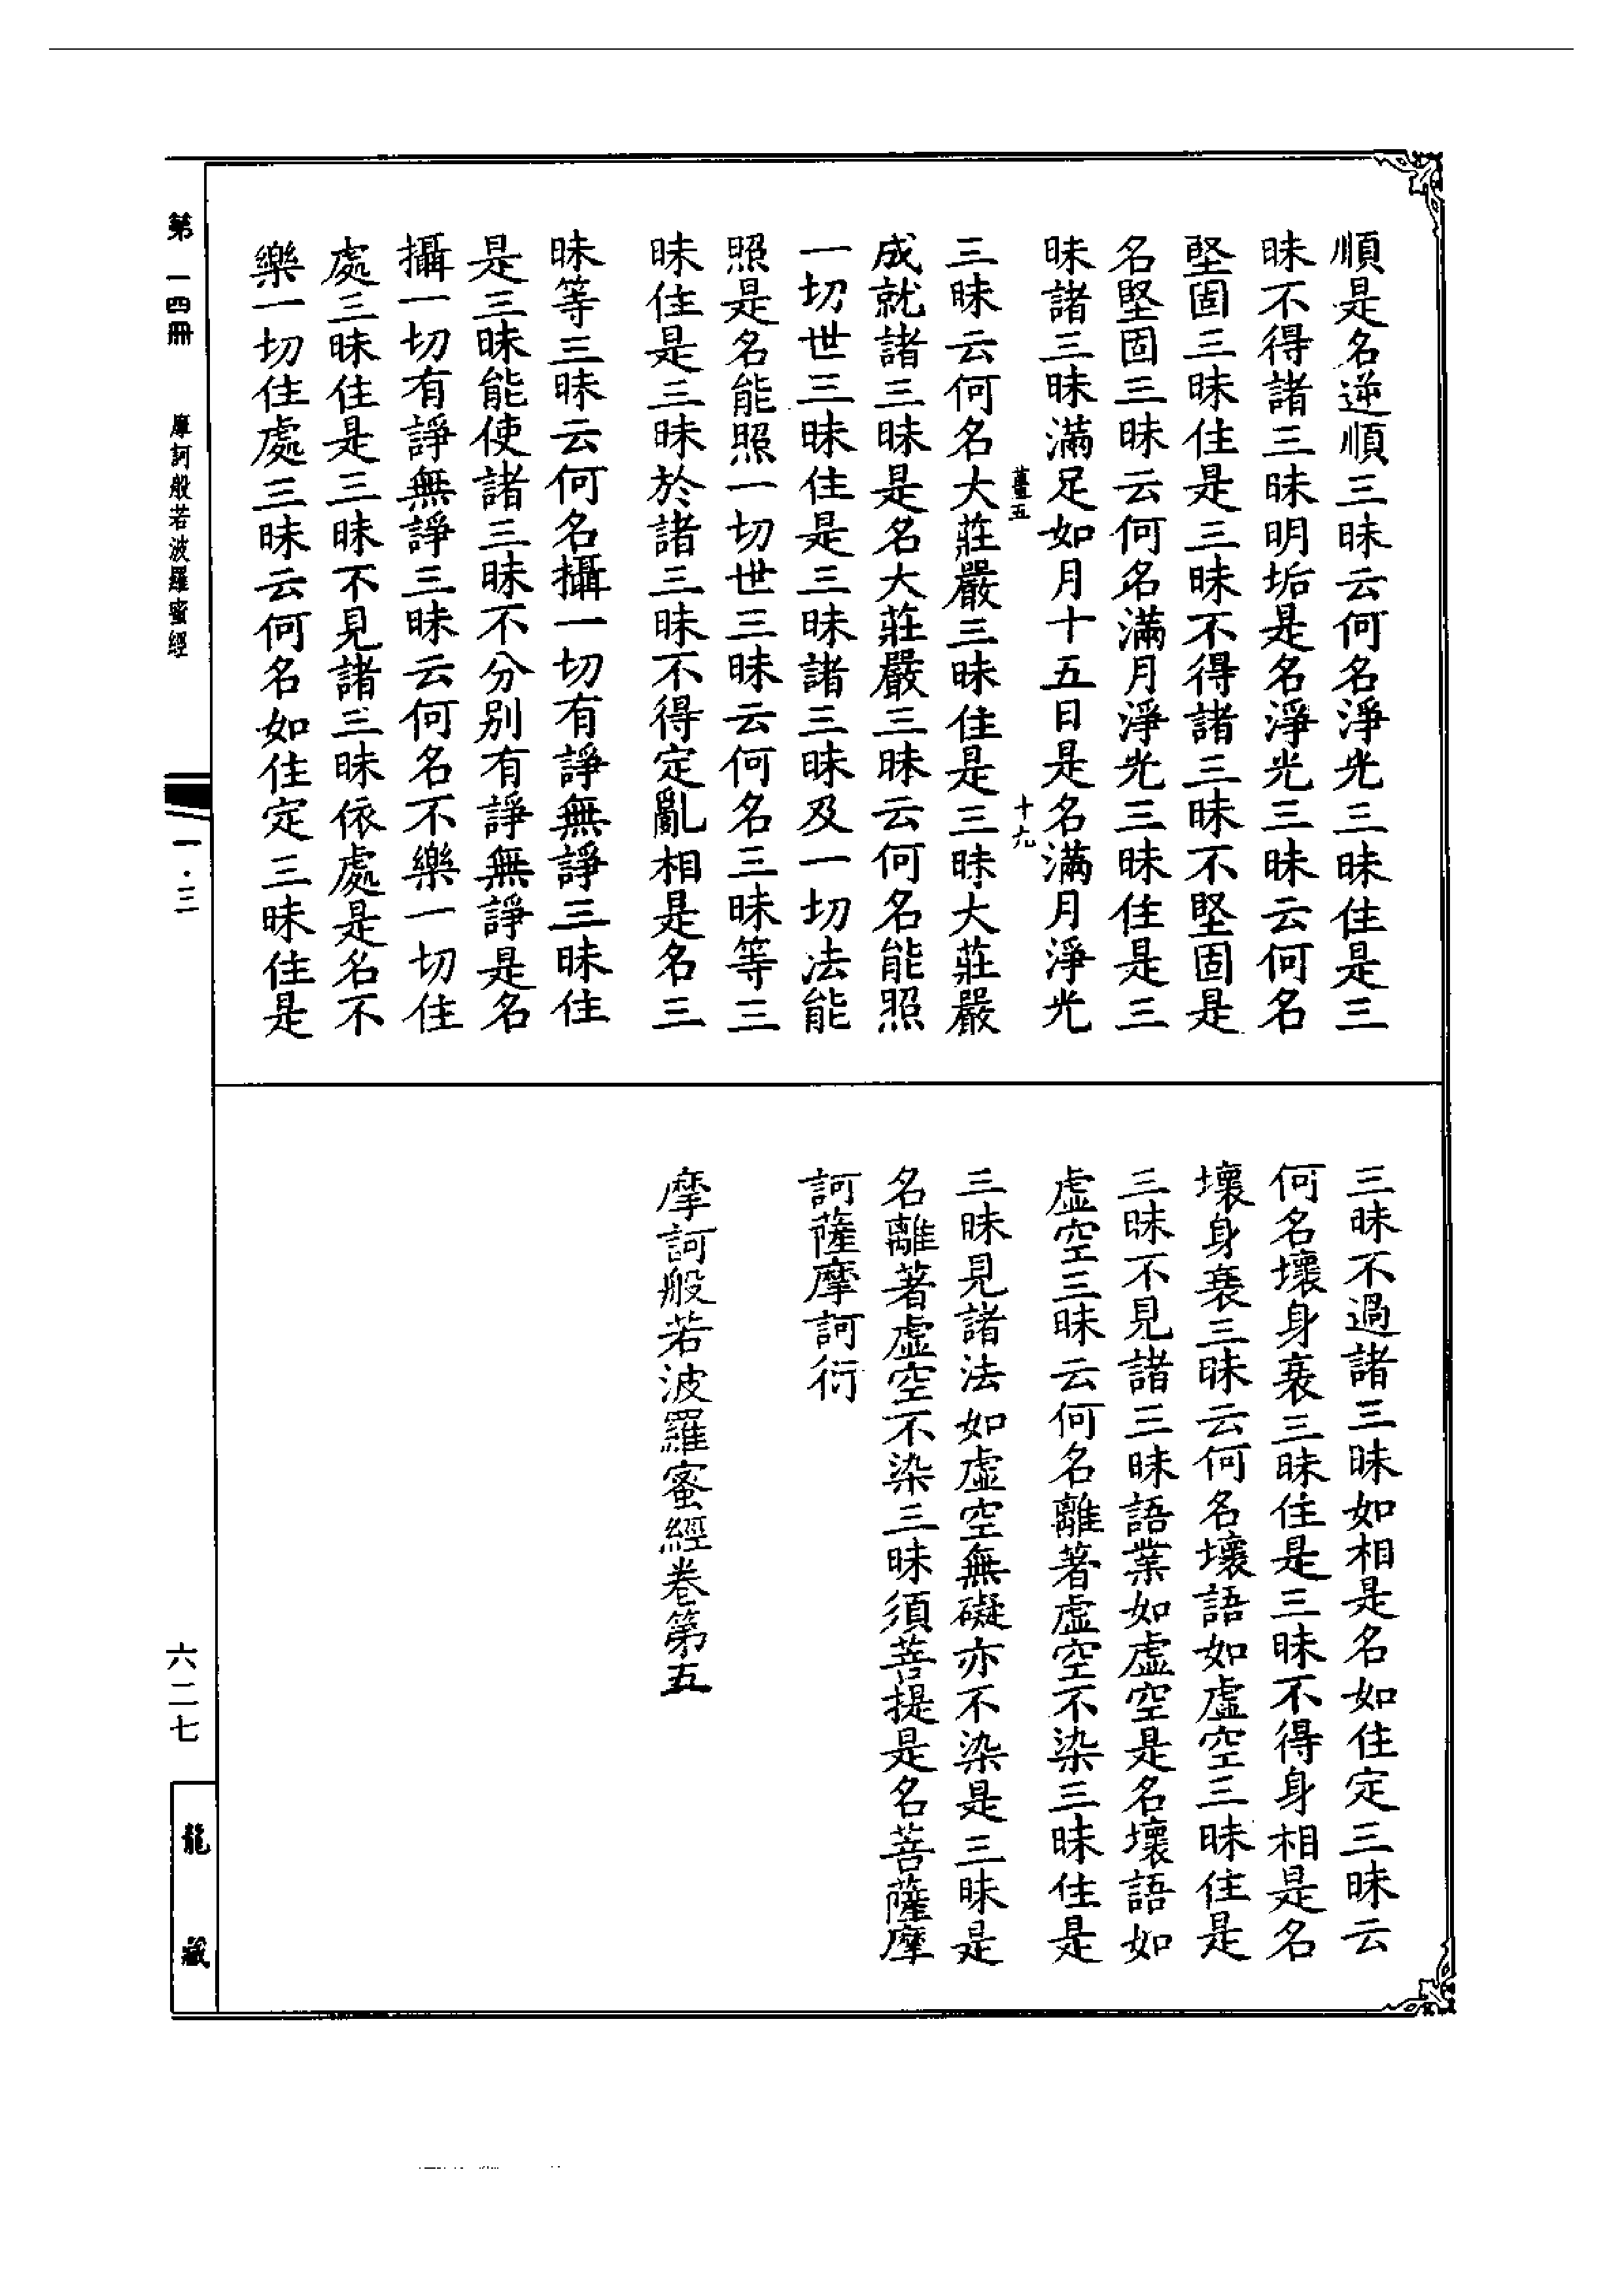 順是名逆順三昧云何名淨光三昧住是三
昧不得諸三昧明垢是名淨光三昧云何名
堅固三昧住是三昧不得諸三昧不堅固是
名堅固三昧云何名滿月淨光三昧住是三
昧諸三昧滿足如月十五日是名滿月淨光
薑五
十九
三昧云何名大莊嚴三昧住是三昧大莊嚴
成就諸三昧是名大莊嚴三昧云何名能照
一切世三昧住是三昧諸三昧及一切法能
照是名能照一切世三昧云何名三昧等三
昧住是三昧於諸三昧不得定亂相是名三
昧等三昧云何名攝一切有諍無諍三昧住
是三昧能使諸三昧不分別有諍無諍是名
攝一切有諍無諍三昧云何名不樂一切住
處三昧住是三昧不見諸三昧依處是名不
樂一切住處三昧云何名如住定三昧住是
三昧不過諸三昧如相是名如住定三昧云
何名壞身衰三昧住是三昧不得身相是名
壞身衰三昧云何名壞語如虛空三昧住是
三昧不見諸三昧語業如虛空是名壞語如
虛空三昧云何名離著虛空不染三昧住是
三昧見諸法如虛空無礙亦不染是三昧是
名離著虛空不染三昧須菩提是名菩薩摩
訶薩摩訶衍
摩訶般若波羅蜜經卷第五
第一四冊
摩訶般若波羅蜜經
一·三
六二七
龍藏